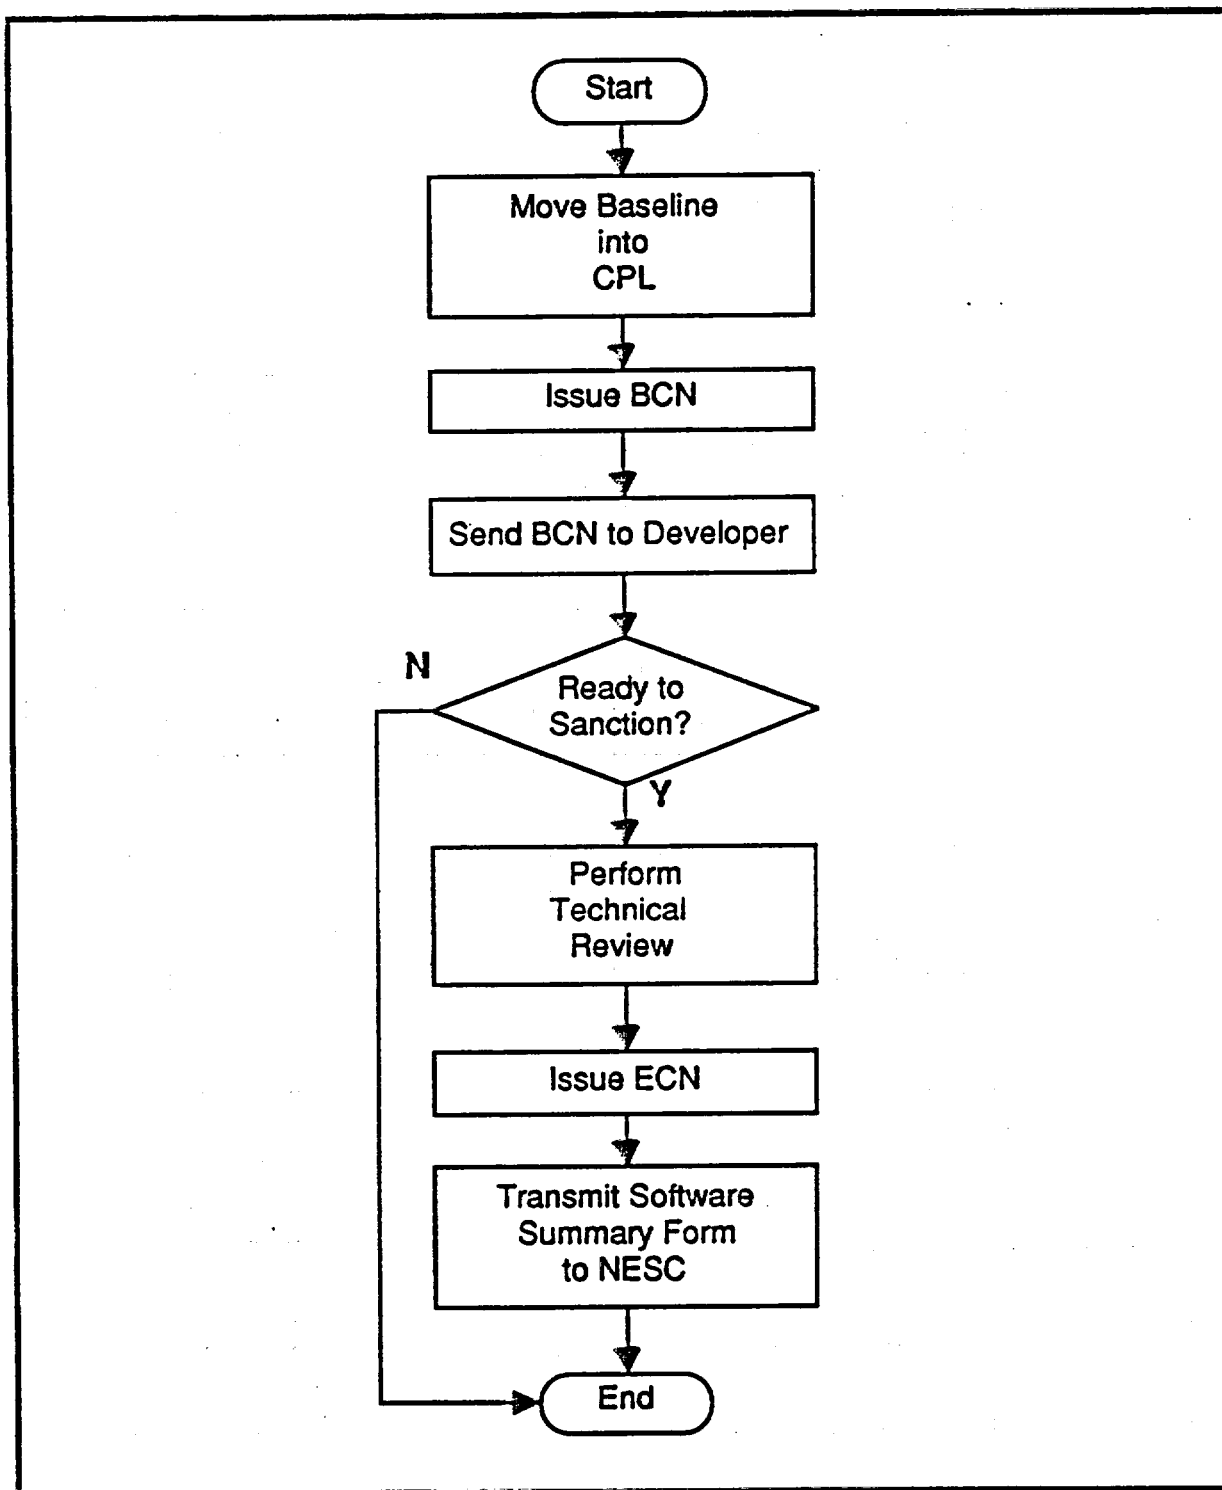 Start
Move Baseline
into
CPL
Issue BCN
Send BCN to Developer
N
Ready to
Sanction?
Y
Perform
Technical
Review
Issue ECN
Transmit Software
Summary Form
to NESC
End